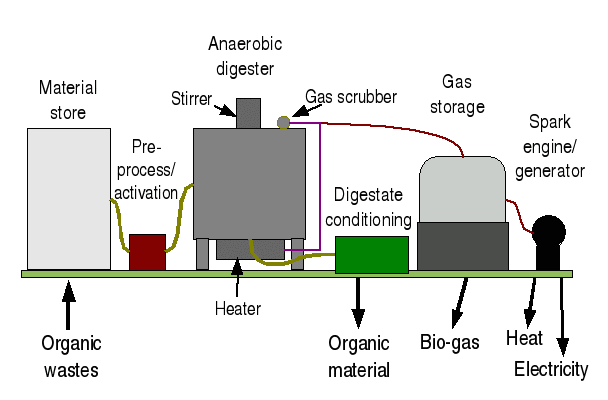 Anaerobic
digester
Material
store
Stirrer
Gas scrubber
Gas
storage
Spark
engine/
generator
Pre-
process/
activation
Digestate
conditioning
Heater
Organic
wastes
Organic
material
Bio-gas
Heat
Electricity